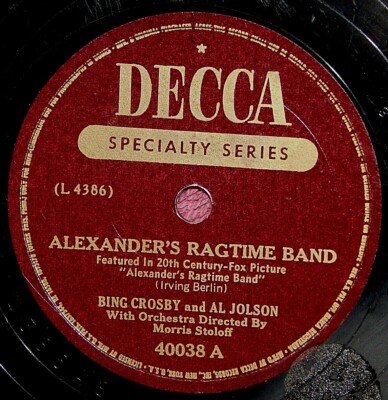 DECCA
SPECIALTY SERIES
(L 4386)
ALEXANDER'S RAGTIME BAND
Featured In 20th Century-Fox Picture
"Alexander's Ragtime Band"
(Irving Berlin)
BING CROSBY and AL JOLSON
With Orchestra Directed By
Morris Stoloff
40038 A